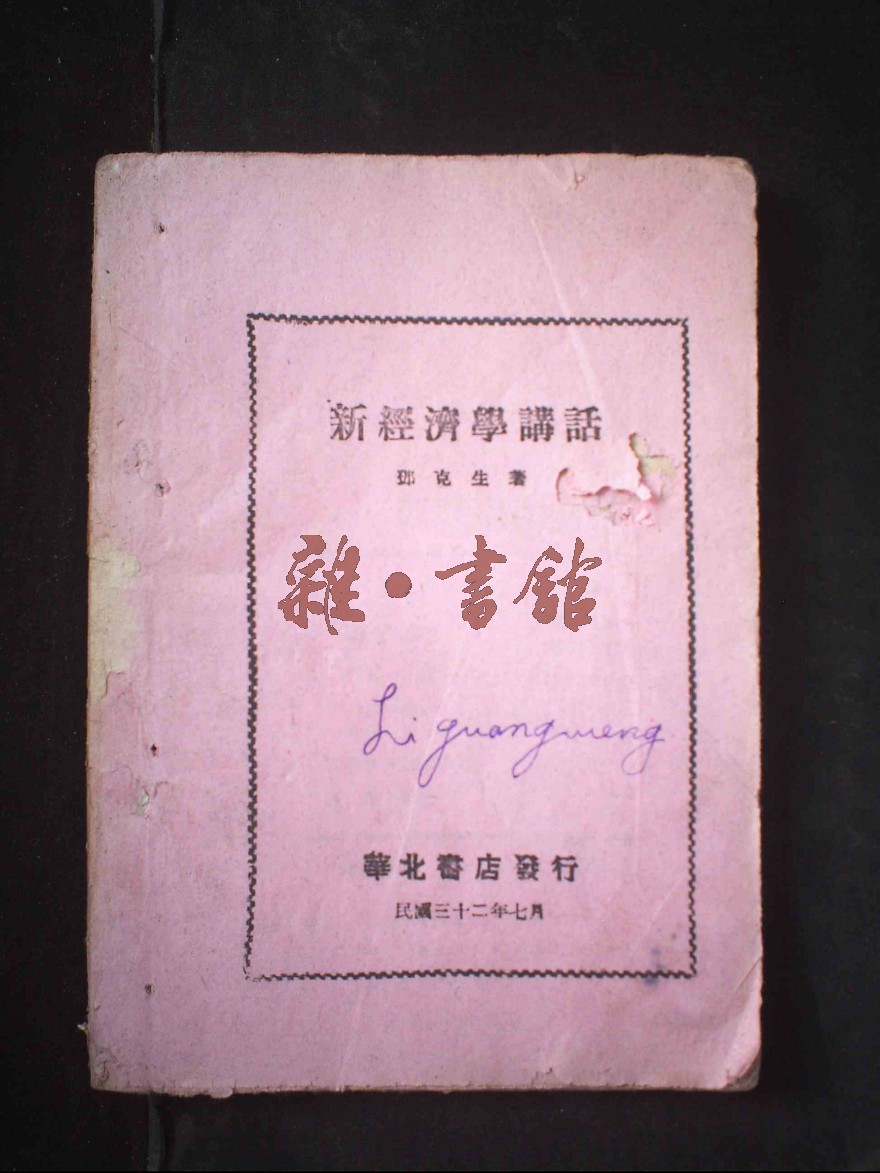 新經濟學講話
鄧克生著
雜·書館
Li guangmeng
華北書店發行
民國三十二年七月